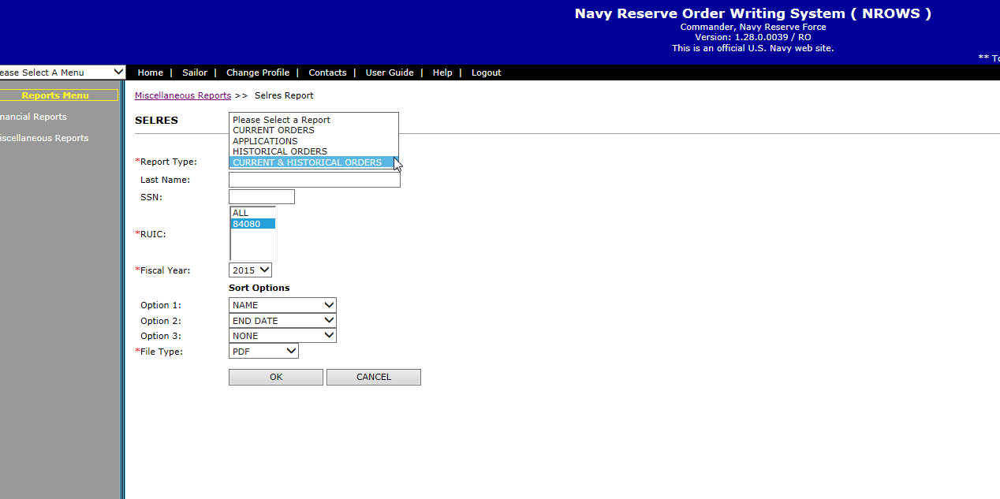 Navy Reserve Order Writing System ( NROWS )
Commander, Navy Reserve Force
Version: 1.28.0.0039 / RO
This is an official U.S. Navy web site.
** To
ease Select A Menu
Home | Sailor | Change Profile | Contacts | User Guide | Help | Logout
Reports Menu
nancial Reports
iscellaneous Reports
Miscellaneous Reports >> Selres Report
SELRES
Please Select a Report
CURRENT ORDERS
APPLICATIONS
HISTORICAL ORDERS
CURRENT & HISTORICAL ORDERS
*Report Type:
Last Name:
SSN:
ALL
84080
*RUIC:
*Fiscal Year: 2015
Sort Options
Option 1: NAME
Option 2: END DATE
Option 3: NONE
*File Type: PDF
OK CANCEL